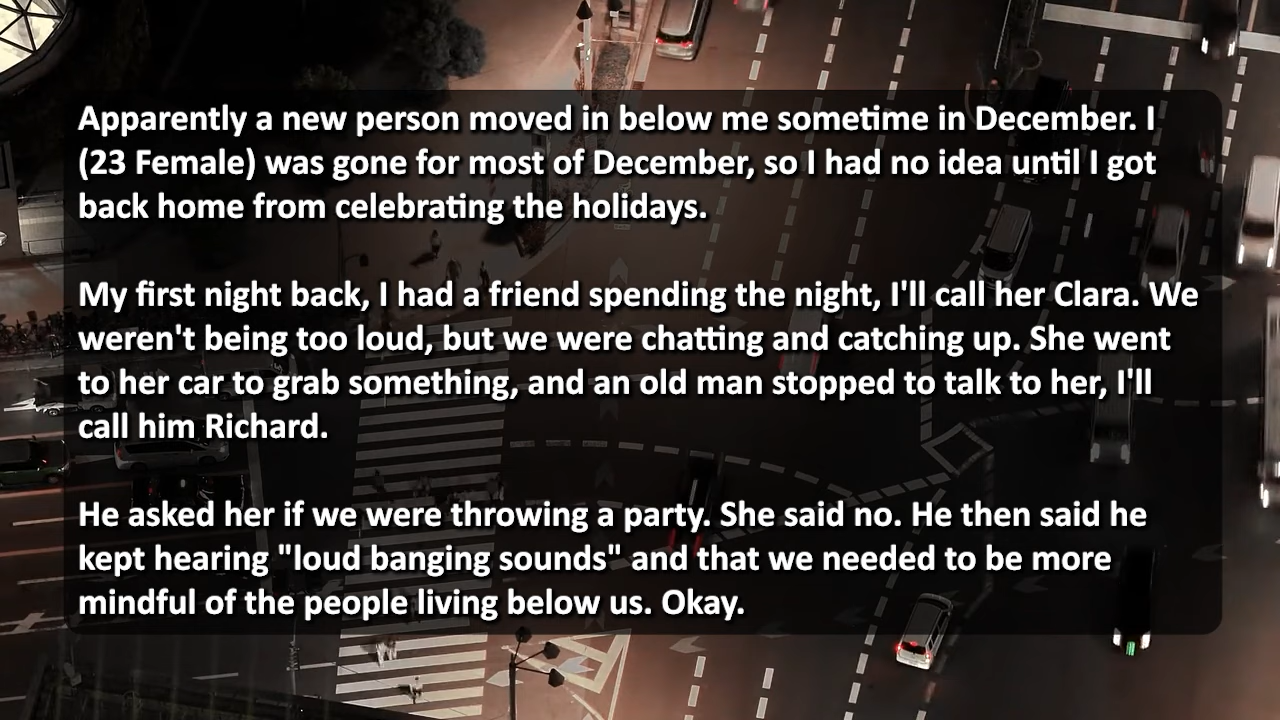 Apparently a new person moved in below me sometime in December. I
(23 Female) was gone for most of December, so I had no idea until I got
back home from celebrating the holidays.
My first night back, I had a friend spending the night, I'll call her Clara. We
weren't being too loud, but we were chatting and catching up. She went
to her car to grab something, and an old man stopped to talk to her, I'll
call him Richard.
He asked her if we were throwing a party. She said no. He then said he
kept hearing "loud banging sounds" and that we needed to be more
mindful of the people living below us. Okay.